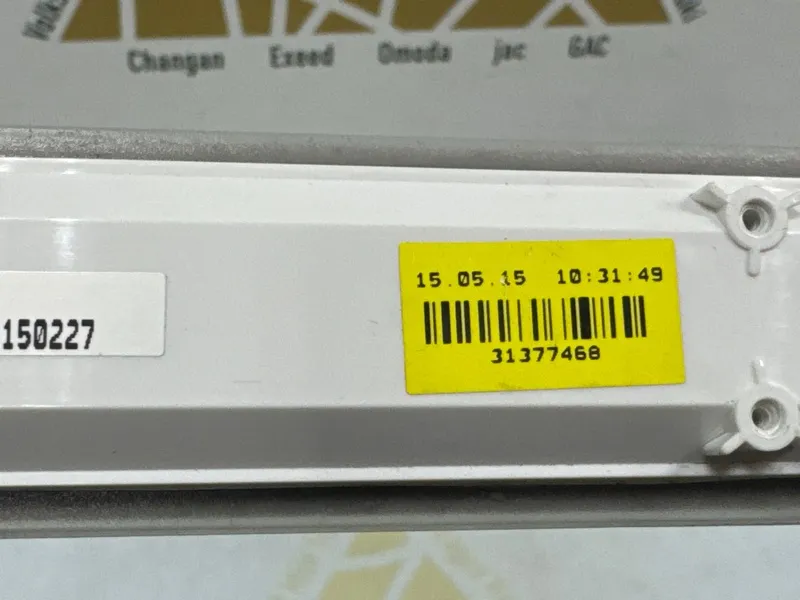 Changan Exeed Omoda jac GAC
15.05.15 10:31:49
31377468
150227